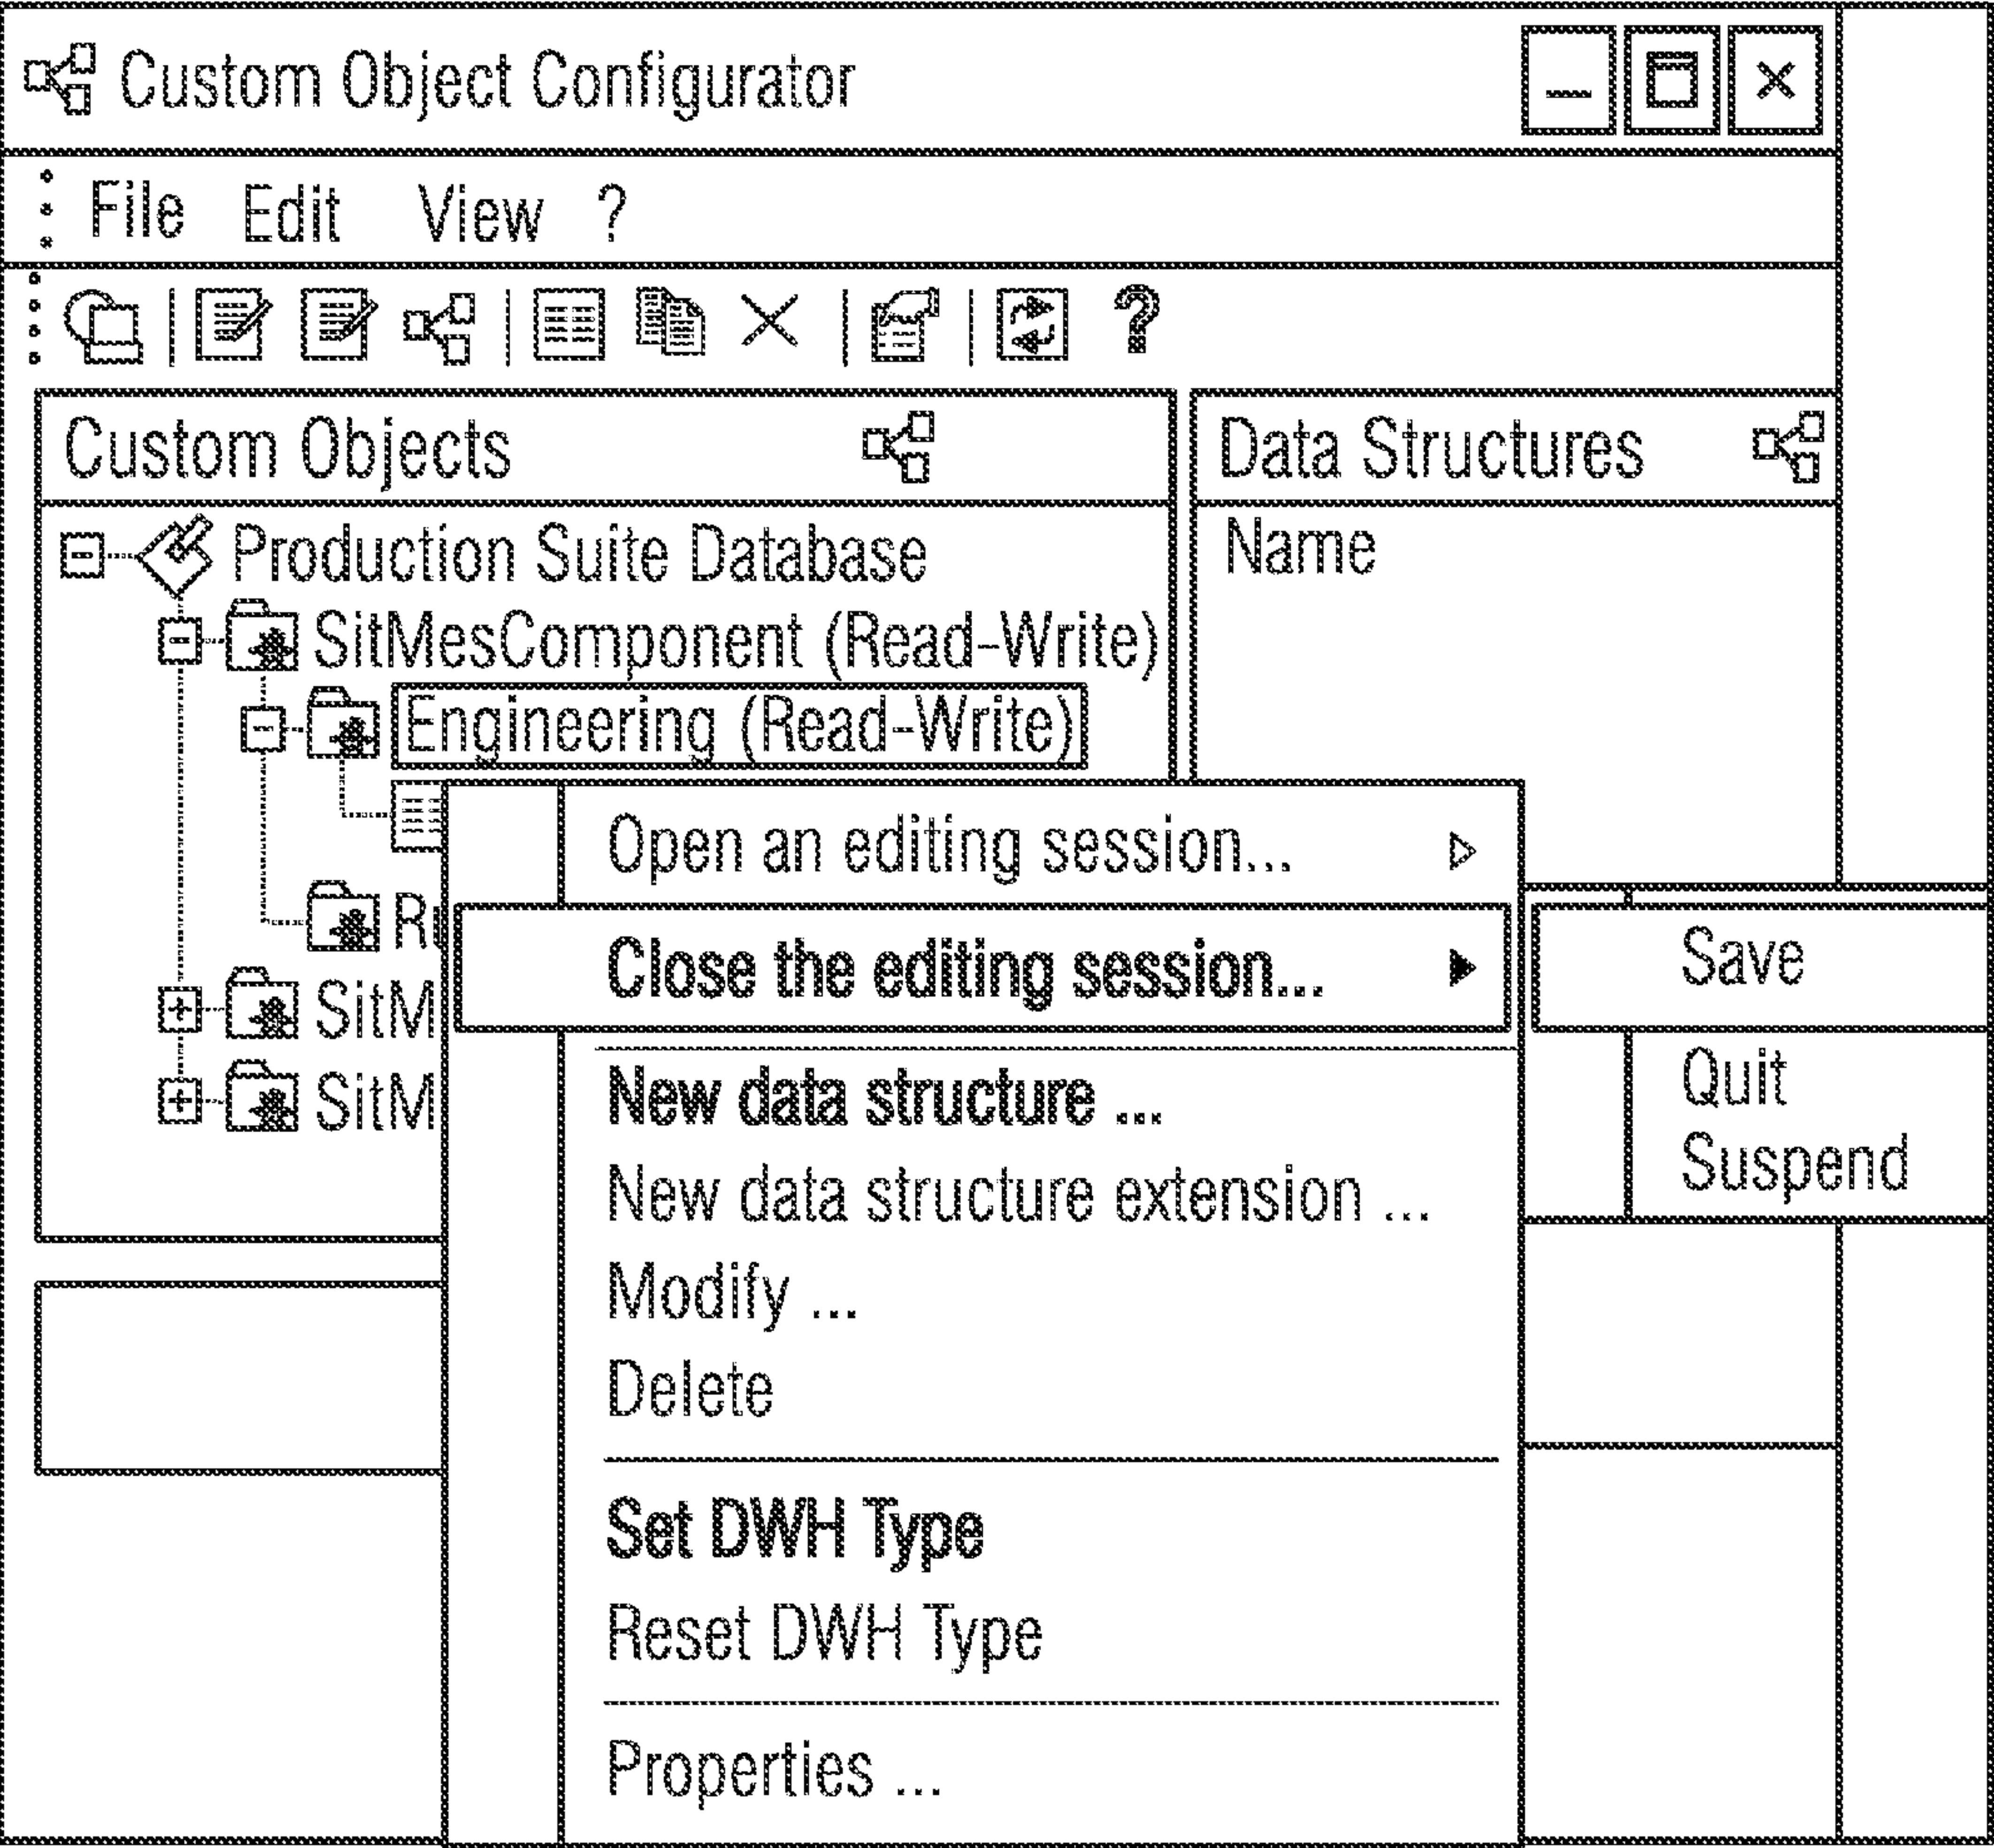 Custom Object Configurator
File Edit View ?
?
Custom Objects
Data Structures
Production Suite Database
Name
SitMesComponent (Read-Write)
Engineering (Read-Write)
Open an editing session...
Close the editing session...
Save
SitM
New data structure ...
Quit
SitM
Suspend
New data structure extension ...
Modify ...
Delete
Set DWH Type
Reset DWH Type
Properties ...